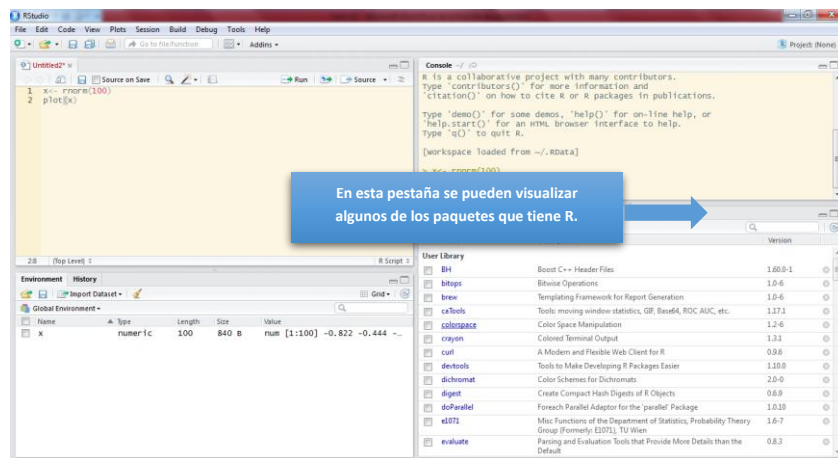 RStudio
File Edit Code View Plots Session Build Debug Tools Help
Go to file/function Addins Project: (None)
Untitled2*
Source on Save Run Source
1 x<- rnorm(100)
2 plot(x)
2:8 (Top Level) R Script
Console ~/
R is a collaborative project with many contributors.
Type 'contributors()' for more information and
'citation()' on how to cite R or R packages in publications.
Type 'demo()' for some demos, 'help()' for on-line help, or
'help.start()' for an HTML browser interface to help.
Type 'q()' to quit R.
[Workspace loaded from ~/.RData]
> x<- rnorm(100)
En esta pestaña se pueden visualizar
algunos de los paquetes que tiene R.
Environment History
Import Dataset Grid
Global Environment
Name Type Length Size Value
x numeric 100 840 B num [1:100] -0.822 -0.444 -…
Version
User Library
BH Boost C++ Header Files 1.60.0-1
bitops Bitwise Operations 1.0-6
brew Templating Framework for Report Generation 1.0-6
caTools Tools: moving window statistics, GIF, Base64, ROC AUC, etc. 1.17.1
colorspace Color Space Manipulation 1.2-6
crayon Colored Terminal Output 1.3.1
curl A Modern and Flexible Web Client for R 0.9.6
devtools Tools to Make Developing R Packages Easier 1.10.0
dichromat Color Schemes for Dichromats 2.0-0
digest Create Compact Hash Digests of R Objects 0.6.9
doParallel Foreach Parallel Adaptor for the 'parallel' Package 1.0.10
e1071 Misc Functions of the Department of Statistics, Probability Theory 1.6-7
Group (Formerly: E1071), TU Wien
evaluate Parsing and Evaluation Tools that Provide More Details than the 0.8.3
Default